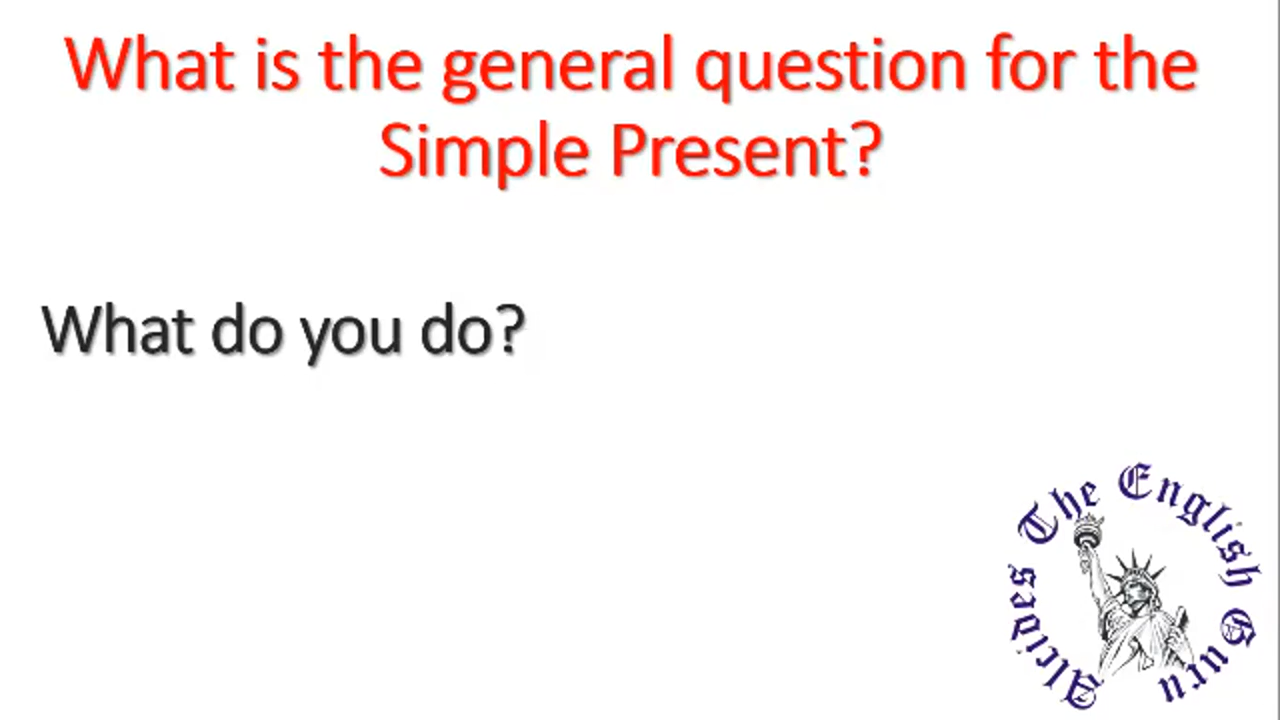 What is the general question for the
Simple Present?
What do you do?
Alcides The English Guru